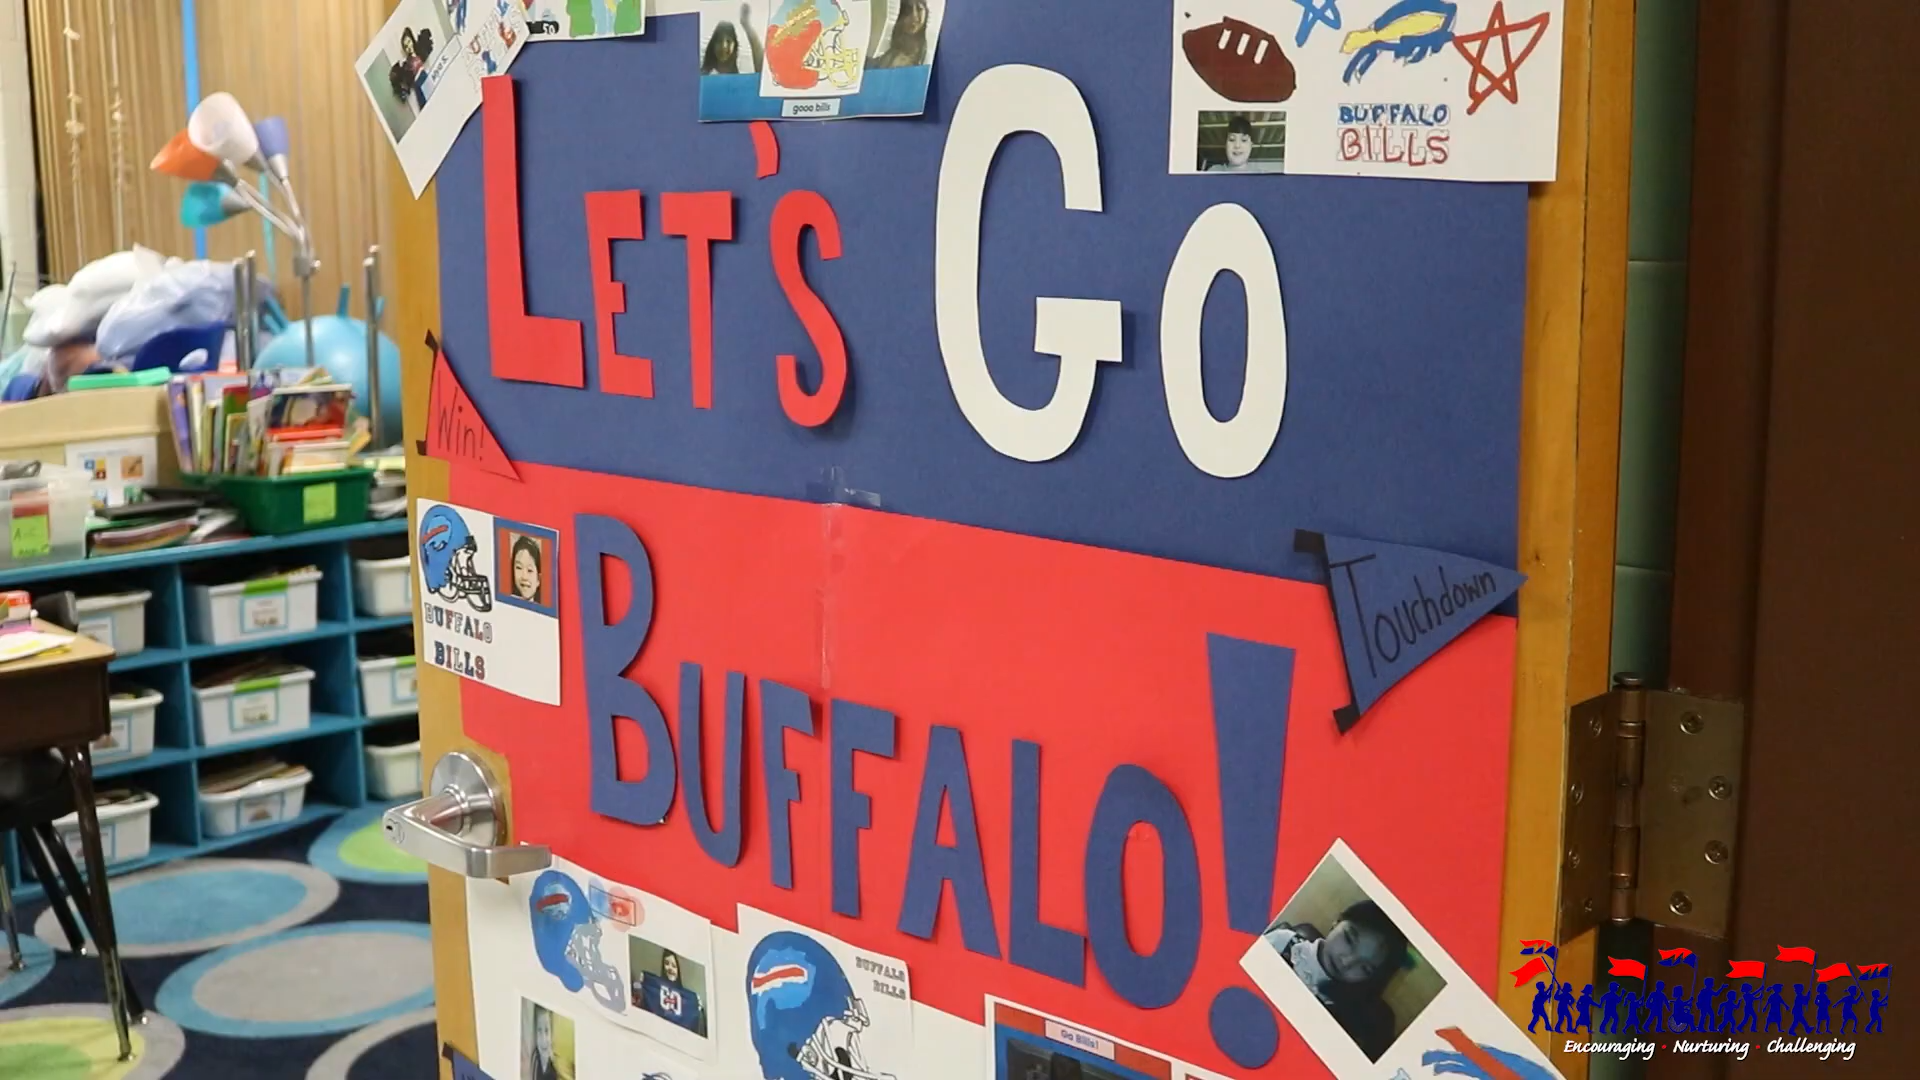 gooo bills
BUFFALO
BILLS
LET'S GO
Win!
BUFFALO!
Touchdown
BUFFALO
BILLS
BUFFALO
BILLS
Go Bills!
Encouraging · Nurturing · Challenging